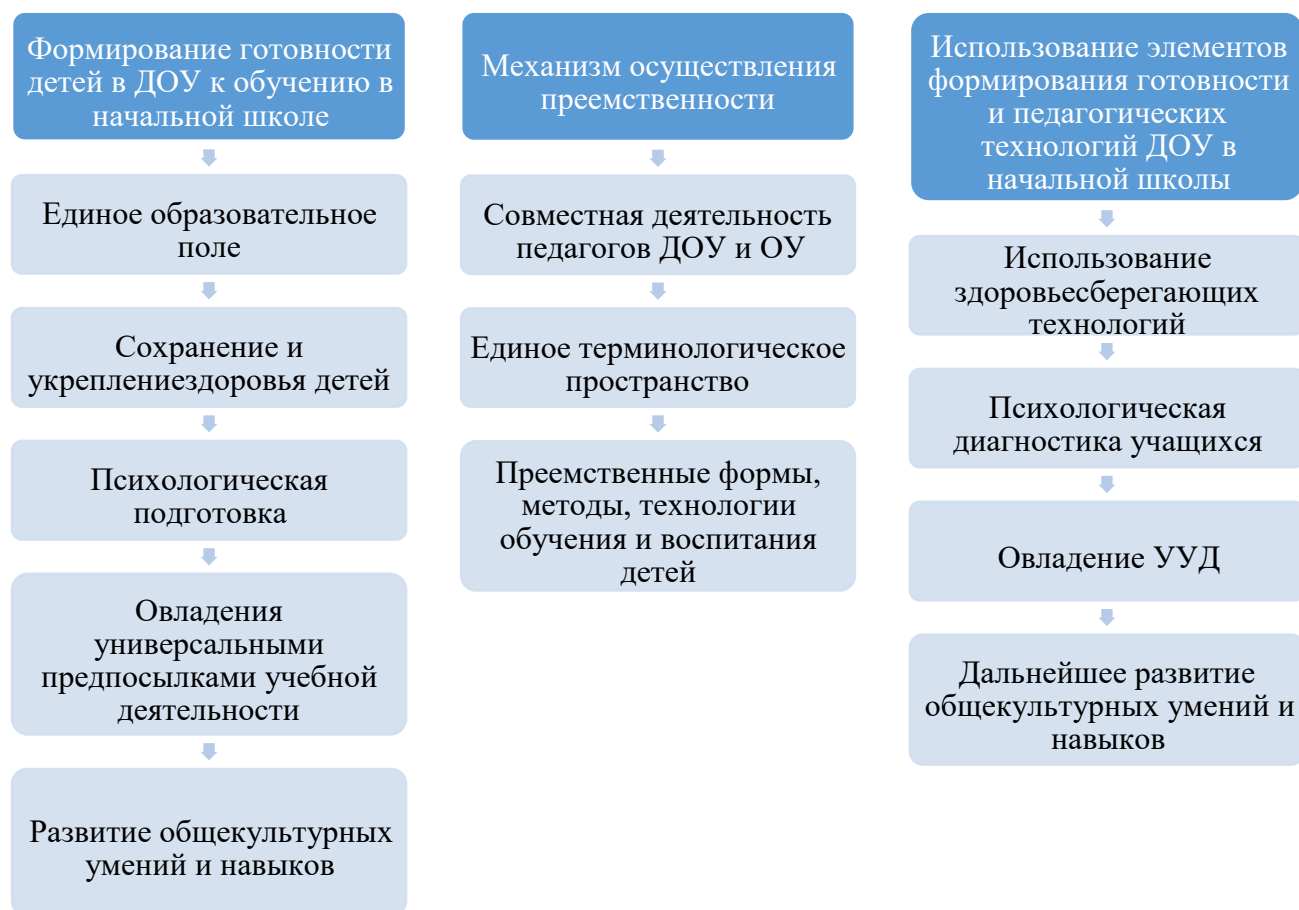 Формирование готовности
детей в ДОУ к обучению в
начальной школе
Единое образовательное
поле
Сохранение и
укреплениездоровья детей
Психологическая
подготовка
Овладения
универсальными
предпосылками учебной
деятельности
Развитие общекультурных
умений и навыков
Механизм осуществления
преемственности
Совместная деятельность
педагогов ДОУ и ОУ
Единое терминологическое
пространство
Преемственные формы,
методы, технологии
обучения и воспитания
детей
Использование элементов
формирования готовности
и педагогических
технологий ДОУ в
начальной школы
Использование
здоровьесберегающих
технологий
Психологическая
диагностика учащихся
Овладение УУД
Дальнейшее развитие
общекультурных умений и
навыков